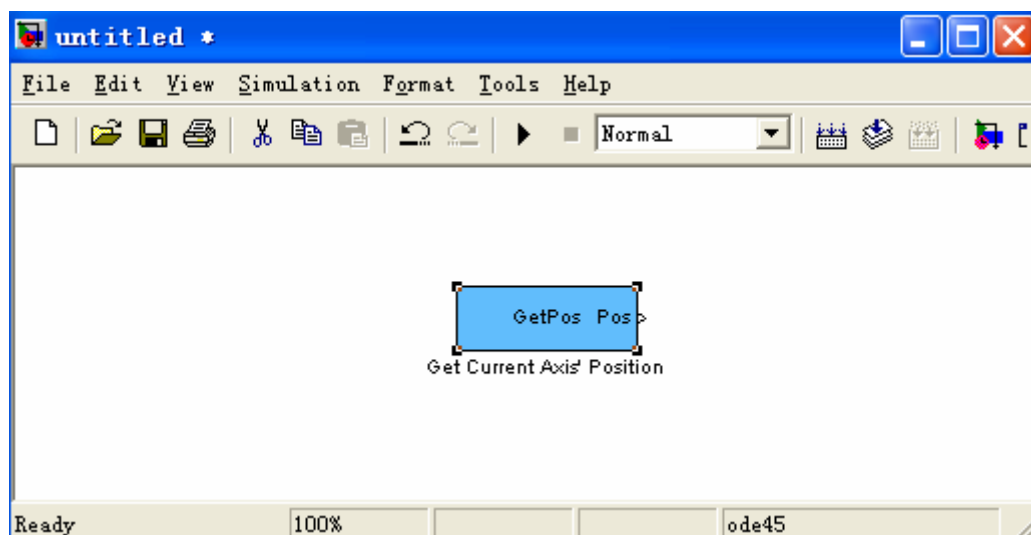 untitled *
File Edit View Simulation Format Tools Help
Normal
GetPos Pos
Get Current Axis' Position
Ready 100% ode45